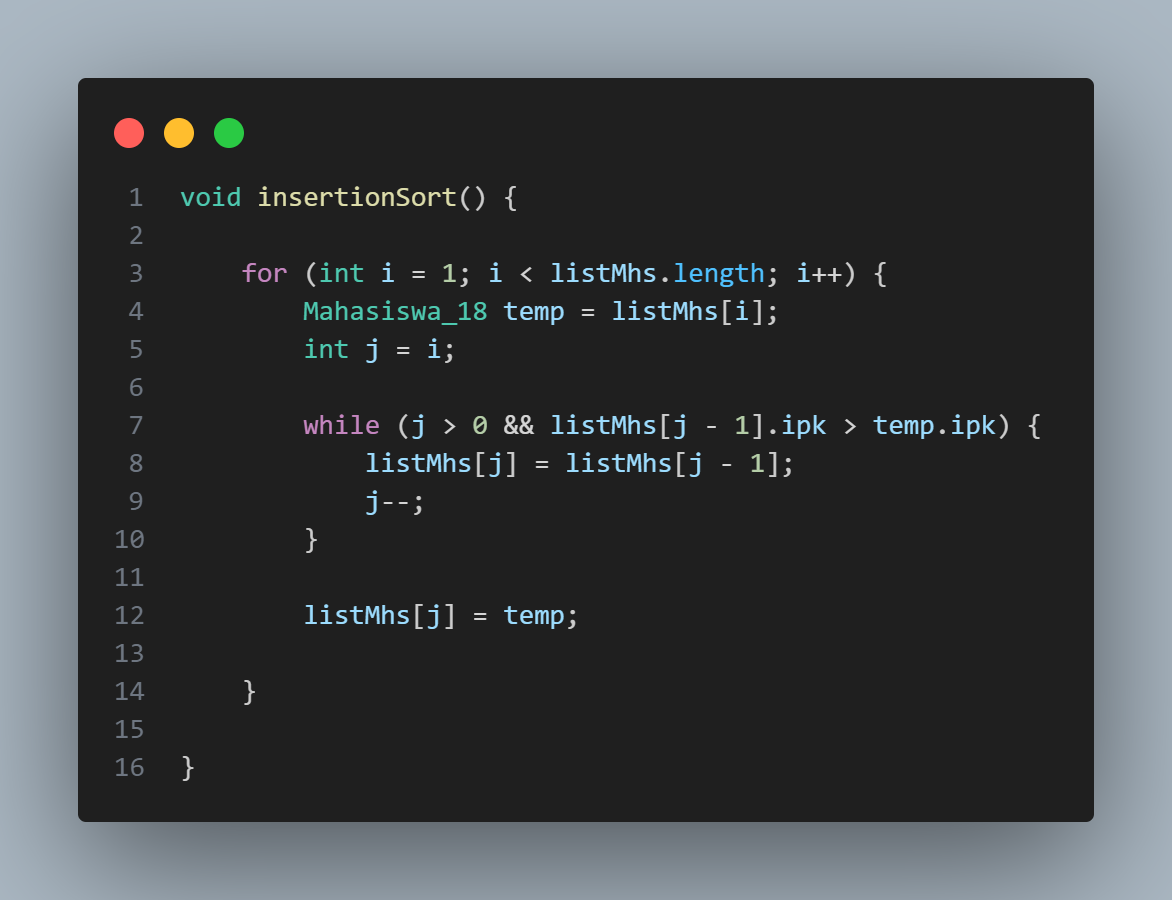 1 void insertionSort() {
2
3     for (int i = 1; i < listMhs.length; i++) {
4         Mahasiswa_18 temp = listMhs[i];
5         int j = i;
6
7         while (j > 0 && listMhs[j - 1].ipk > temp.ipk) {
8             listMhs[j] = listMhs[j - 1];
9             j--;
10         }
11
12         listMhs[j] = temp;
13
14     }
15
16 }